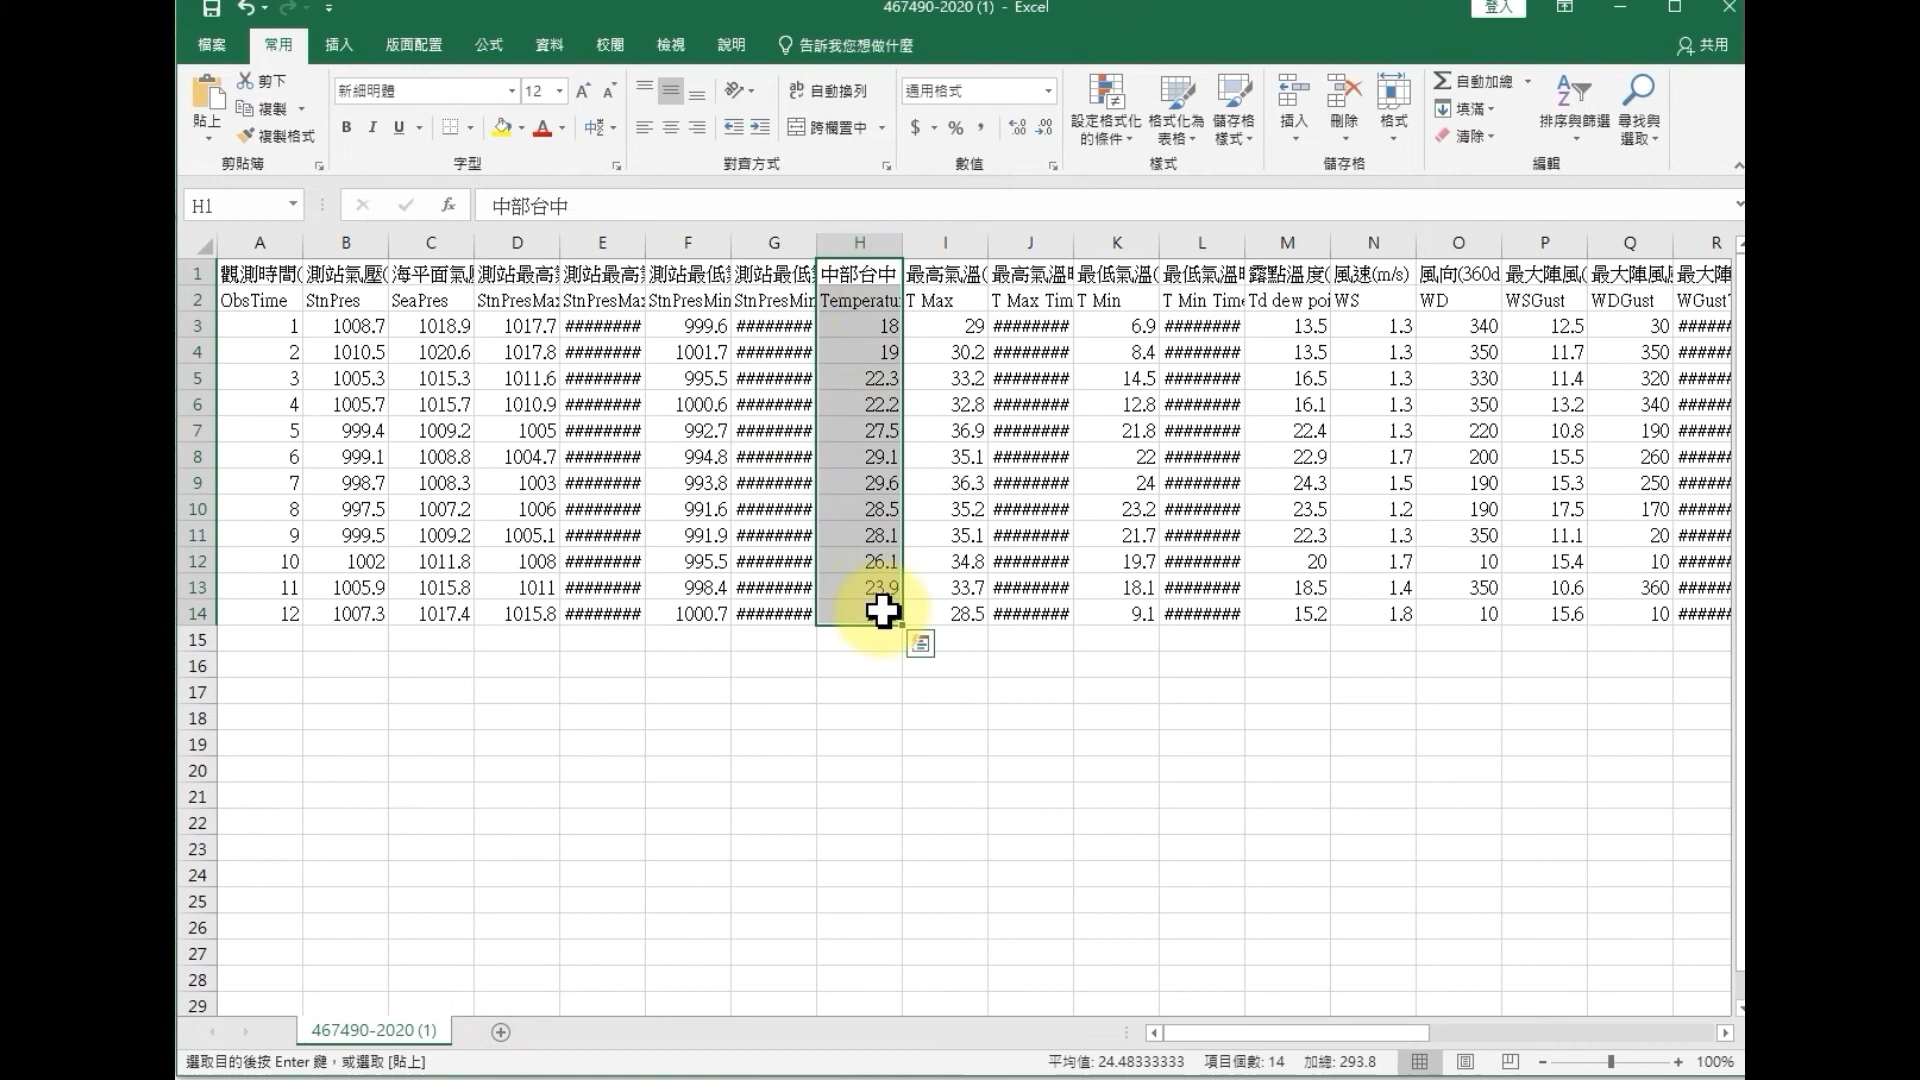 467490-2020 (1) - Excel 登入
檔案 常用 插入 版面配置 公式 資料 校閱 檢視 說明 告訴我您想做什麼 共用
貼上 剪下 複製 複製格式 剪貼簿
新細明體 12 B I U 字型
自動換列 跨欄置中 對齊方式
通用格式 $ % , 數值
設定格式化的條件 格式化為表格 儲存格樣式 樣式
插入 刪除 格式 儲存格
自動加總 填滿 清除 排序與篩選 尋找與選取 編輯
H1 fx 中部台中
A B C D E F G H I J K L M N O P Q R
1 觀測時間( 測站氣壓( 海平面氣 測站最高 測站最高 測站最低 測站最低 中部台中 最高氣溫( 最高氣溫 最低氣溫( 最低氣溫 露點溫度( 風速(m/s) 風向(360d 最大陣風( 最大陣風 最大陣
2 ObsTime StnPres SeaPres StnPresMax StnPresMax StnPresMin StnPresMin Temperatu T Max T Max Tim T Min T Min Time Td dew poi WS WD WSGust WDGust WGust
3 1 1008.7 1018.9 1017.7 ######## 999.6 ######## 18 29 ######## 6.9 ######## 13.5 1.3 340 12.5 30 ######
4 2 1010.5 1020.6 1017.8 ######## 1001.7 ######## 19 30.2 ######## 8.4 ######## 13.5 1.3 350 11.7 350 ######
5 3 1005.3 1015.3 1011.6 ######## 995.5 ######## 22.3 33.2 ######## 14.5 ######## 16.5 1.3 330 11.4 320 ######
6 4 1005.7 1015.7 1010.9 ######## 1000.6 ######## 22.2 32.8 ######## 12.8 ######## 16.1 1.3 350 13.2 340 ######
7 5 999.4 1009.2 1005 ######## 992.7 ######## 27.5 36.9 ######## 21.8 ######## 22.4 1.3 220 10.8 190 ######
8 6 999.1 1008.8 1004.7 ######## 994.8 ######## 29.1 35.1 ######## 22 ######## 22.9 1.7 200 15.5 260 ######
9 7 998.7 1008.3 1003 ######## 993.8 ######## 29.6 36.3 ######## 24 ######## 24.3 1.5 190 15.3 250 ######
10 8 997.5 1007.2 1006 ######## 991.6 ######## 28.5 35.2 ######## 23.2 ######## 23.5 1.2 190 17.5 170 ######
11 9 999.5 1009.2 1005.1 ######## 991.9 ######## 28.1 35.1 ######## 21.7 ######## 22.3 1.3 350 11.1 20 ######
12 10 1002 1011.8 1008 ######## 995.5 ######## 26.1 34.8 ######## 19.7 ######## 20 1.7 10 15.4 10 ######
13 11 1005.9 1015.8 1011 ######## 998.4 ######## 23.9 33.7 ######## 18.1 ######## 18.5 1.4 350 10.6 360 ######
14 12 1007.3 1017.4 1015.8 ######## 1000.7 ######## 28.5 ######## 9.1 ######## 15.2 1.8 10 15.6 10 ######
15
16
17
18
19
20
21
22
23
24
25
26
27
28
29
467490-2020 (1)
選取目的後按 Enter 鍵，或選取 [貼上] 平均值: 24.48333333 項目個數: 14 加總: 293.8 100%